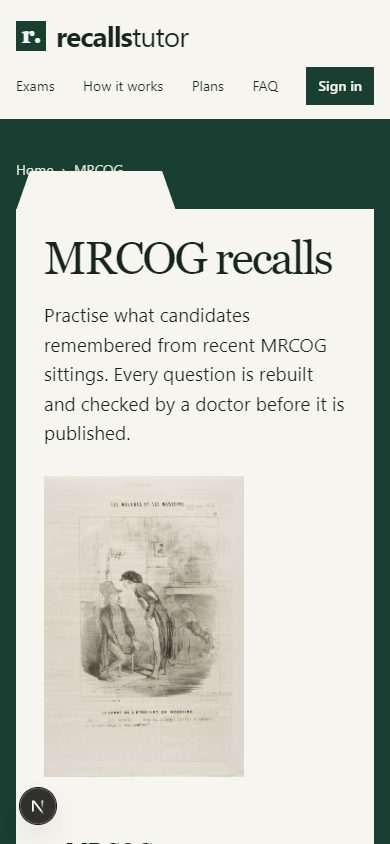 r. recallstutor
Exams How it works Plans FAQ Sign in
Home › MRCOG
MRCOG recalls
Practise what candidates
remembered from recent MRCOG
sittings. Every question is rebuilt
and checked by a doctor before it is
published.
LES MALADES ET LES MEDECINS.
N